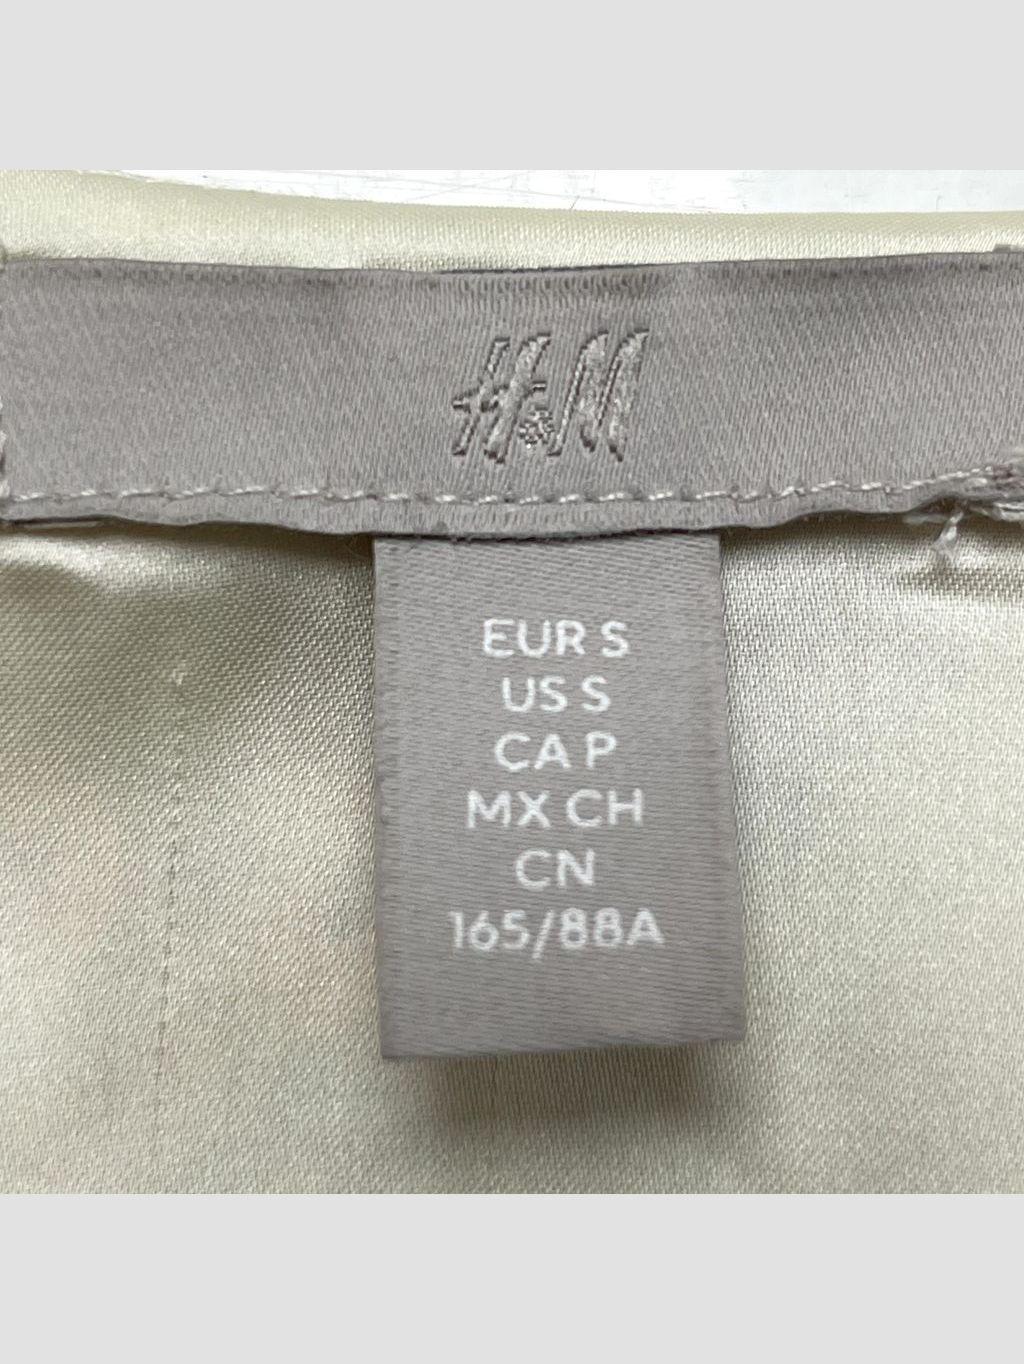 H&M
EUR S
US S
CA P
MX CH
CN
165/88A